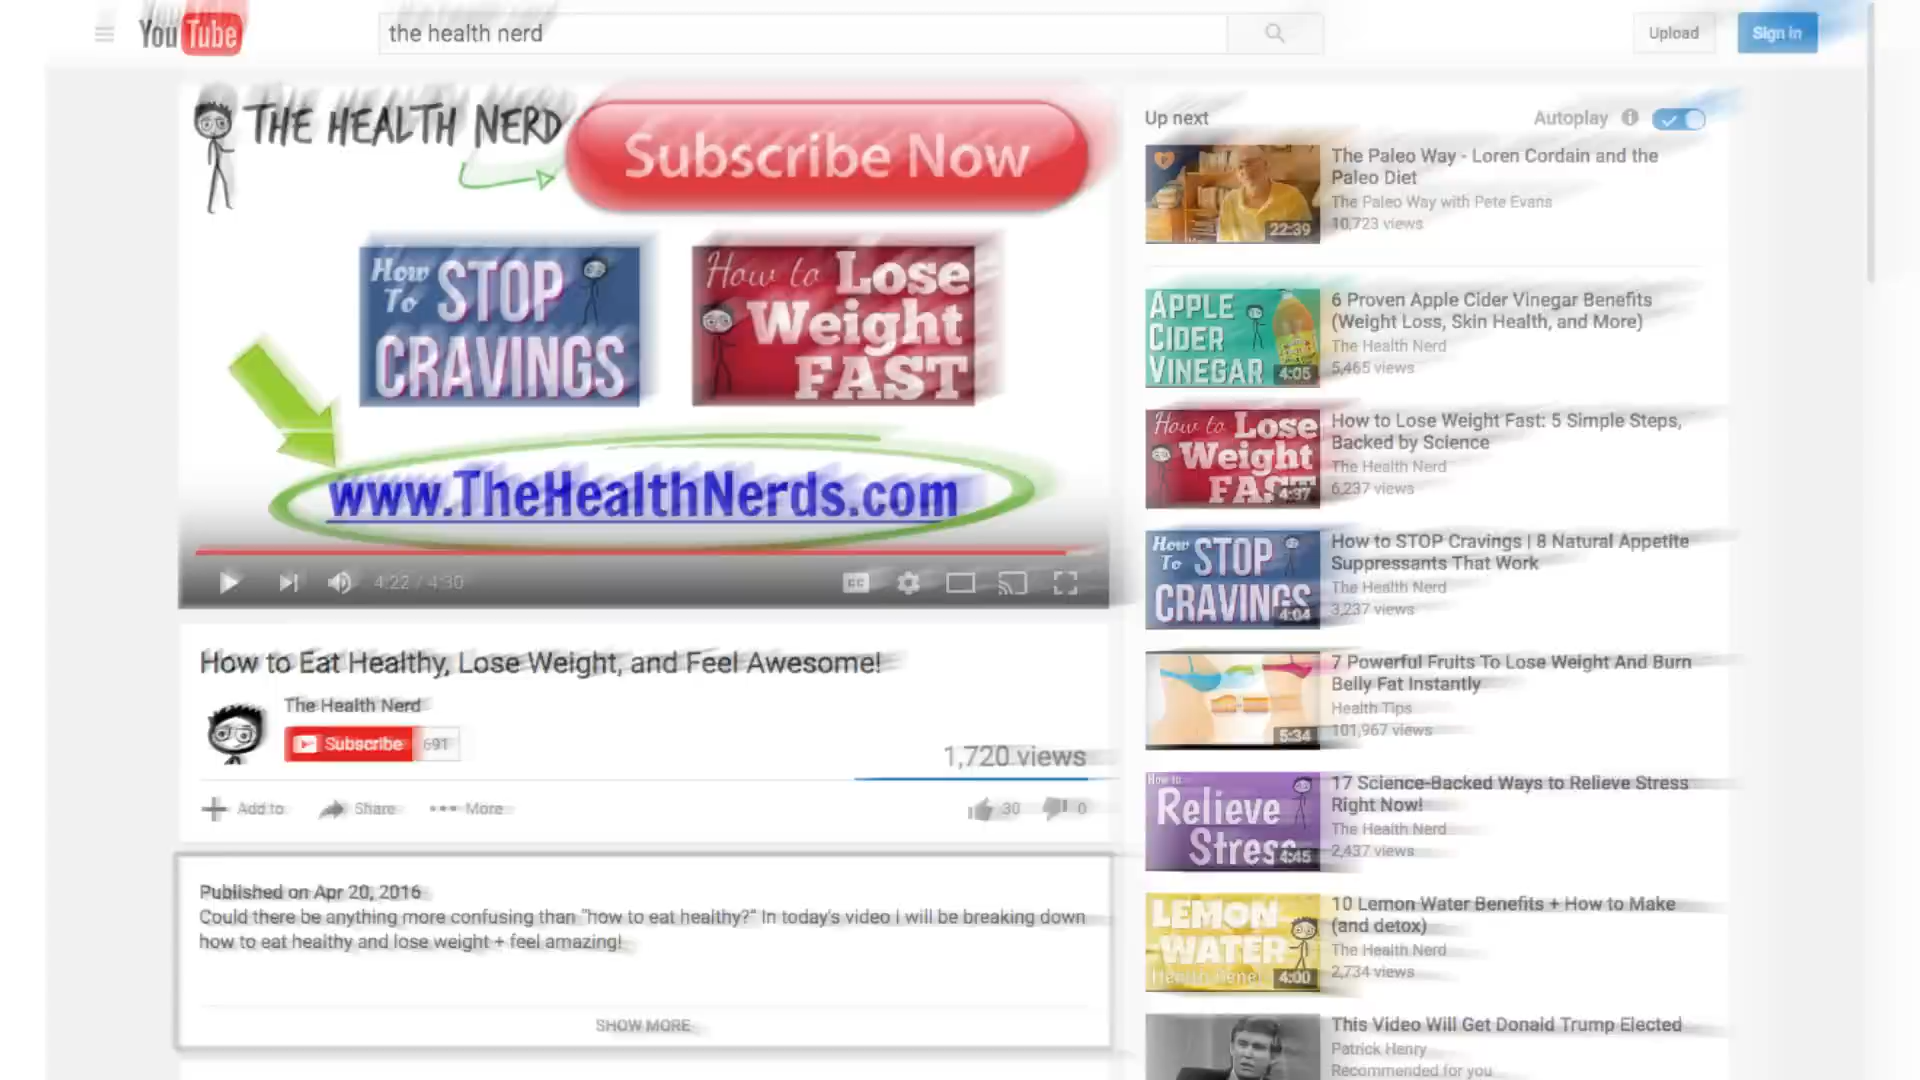 YouTube
the health nerd
Upload
Sign in
THE HEALTH NERD
Subscribe Now
How To STOP CRAVINGS
How to Lose Weight FAST
www.TheHealthNerds.com
4:22 / 4:30
CC
How to Eat Healthy, Lose Weight, and Feel Awesome!
The Health Nerd
Subscribe 691
1,720 views
Add to
Share
More
30
0
Published on Apr 20, 2016
Could there be anything more confusing than "how to eat healthy?" In today's video I will be breaking down
how to eat healthy and lose weight + feel amazing!
SHOW MORE
Up next
Autoplay
22:39
The Paleo Way - Loren Cordain and the
Paleo Diet
The Paleo Way with Pete Evans
10,723 views
APPLE
CIDER
VINEGAR
4:05
6 Proven Apple Cider Vinegar Benefits
(Weight Loss, Skin Health, and More)
The Health Nerd
5,465 views
How to Lose
Weight
FAST
4:37
How to Lose Weight Fast: 5 Simple Steps,
Backed by Science
The Health Nerd
6,237 views
How To STOP
CRAVINGS
4:04
How to STOP Cravings | 8 Natural Appetite
Suppressants That Work
The Health Nerd
3,237 views
5:34
7 Powerful Fruits To Lose Weight And Burn
Belly Fat Instantly
Health Tips
101,967 views
How to
Relieve
Stress
4:45
17 Science-Backed Ways to Relieve Stress
Right Now!
The Health Nerd
2,437 views
LEMON
WATER
4:00
10 Lemon Water Benefits + How to Make
(and detox)
The Health Nerd
2,734 views
This Video Will Get Donald Trump Elected
Patrick Henry
Recommended for you